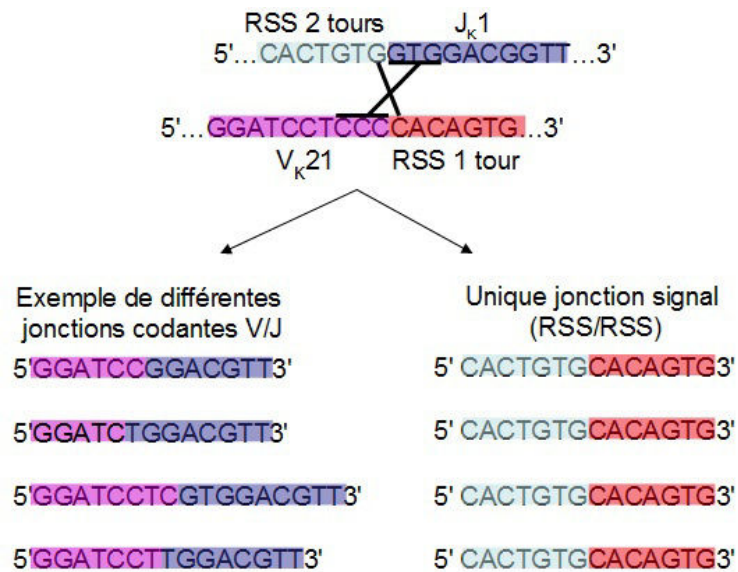 RSS 2 tours Jκ1
5'...CACTGTGGTGGACGGTT...3'
5'...GGATCCTCCCCACAGTG...3'
Vκ21 RSS 1 tour
Exemple de différentes
jonctions codantes V/J
5'GGATCCGGACGTT3'
5'GGATCTGGACGTT3'
5'GGATCCTCGTGGACGTT3'
5'GGATCCTTGGACGTT3'
Unique jonction signal
(RSS/RSS)
5' CACTGTGCACAGTG3'
5' CACTGTGCACAGTG3'
5' CACTGTGCACAGTG3'
5' CACTGTGCACAGTG3'